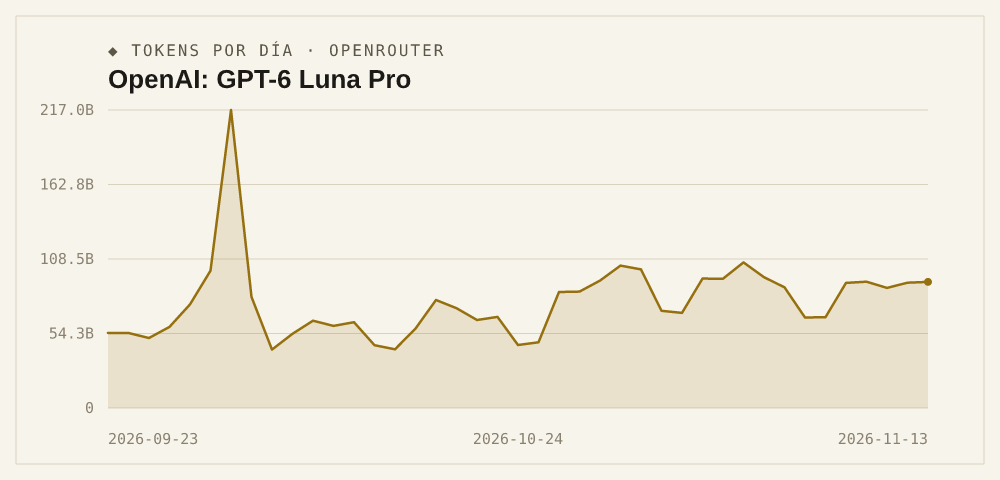 ◆ TOKENS POR DÍA · OPENROUTER
OpenAI: GPT-6 Luna Pro
217.0B
162.8B
108.5B
54.3B
0
2026-09-23
2026-10-24
2026-11-13